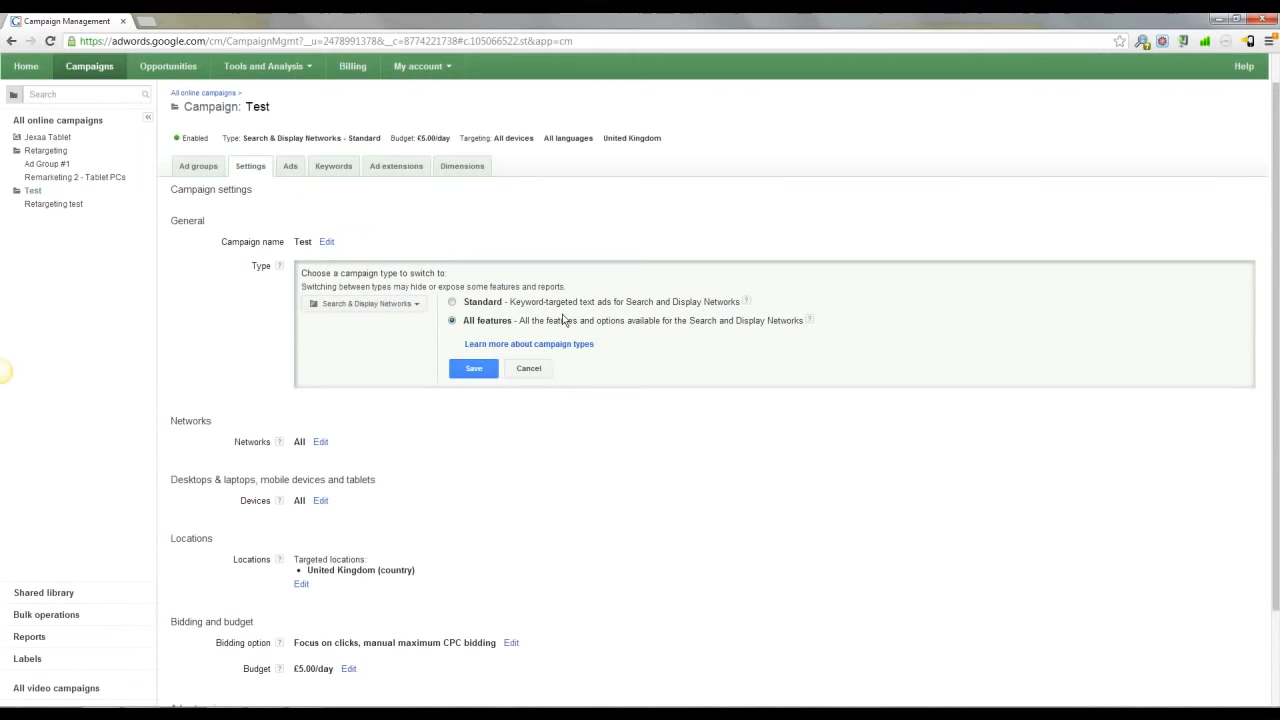 Campaign Management
https://adwords.google.com/cm/CampaignMgmt?__u=2478991378&__c=8774221738#c.105066522.st&app=cm
Home Campaigns Opportunities Tools and Analysis Billing My account Help
Search
All online campaigns >
Campaign: Test
All online campaigns
Jexaa Tablet
Retargeting
Ad Group #1
Remarketing 2 - Tablet PCs
Test
Retargeting test
Enabled Type: Search & Display Networks - Standard Budget: £5.00/day Targeting: All devices All languages United Kingdom
Ad groups Settings Ads Keywords Ad extensions Dimensions
Campaign settings
General
Campaign name Test Edit
Type ? Choose a campaign type to switch to:
Switching between types may hide or expose some features and reports.
Search & Display Networks
Standard - Keyword-targeted text ads for Search and Display Networks ?
All features - All the features and options available for the Search and Display Networks ?
Learn more about campaign types
Save Cancel
Networks
Networks ? All Edit
Desktops & laptops, mobile devices and tablets
Devices ? All Edit
Locations
Locations ? Targeted locations:
• United Kingdom (country)
Edit
Bidding and budget
Bidding option ? Focus on clicks, manual maximum CPC bidding Edit
Budget ? £5.00/day Edit
Shared library
Bulk operations
Reports
Labels
All video campaigns